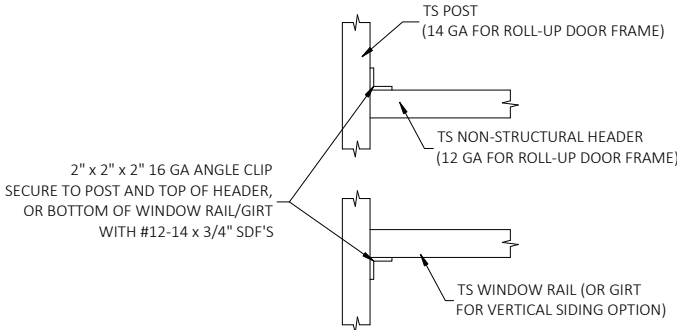 TS POST
(14 GA FOR ROLL-UP DOOR FRAME)
TS NON-STRUCTURAL HEADER
(12 GA FOR ROLL-UP DOOR FRAME)
2" x 2" x 2" 16 GA ANGLE CLIP
SECURE TO POST AND TOP OF HEADER,
OR BOTTOM OF WINDOW RAIL/GIRT
WITH #12-14 x 3/4" SDF'S
TS WINDOW RAIL (OR GIRT
FOR VERTICAL SIDING OPTION)